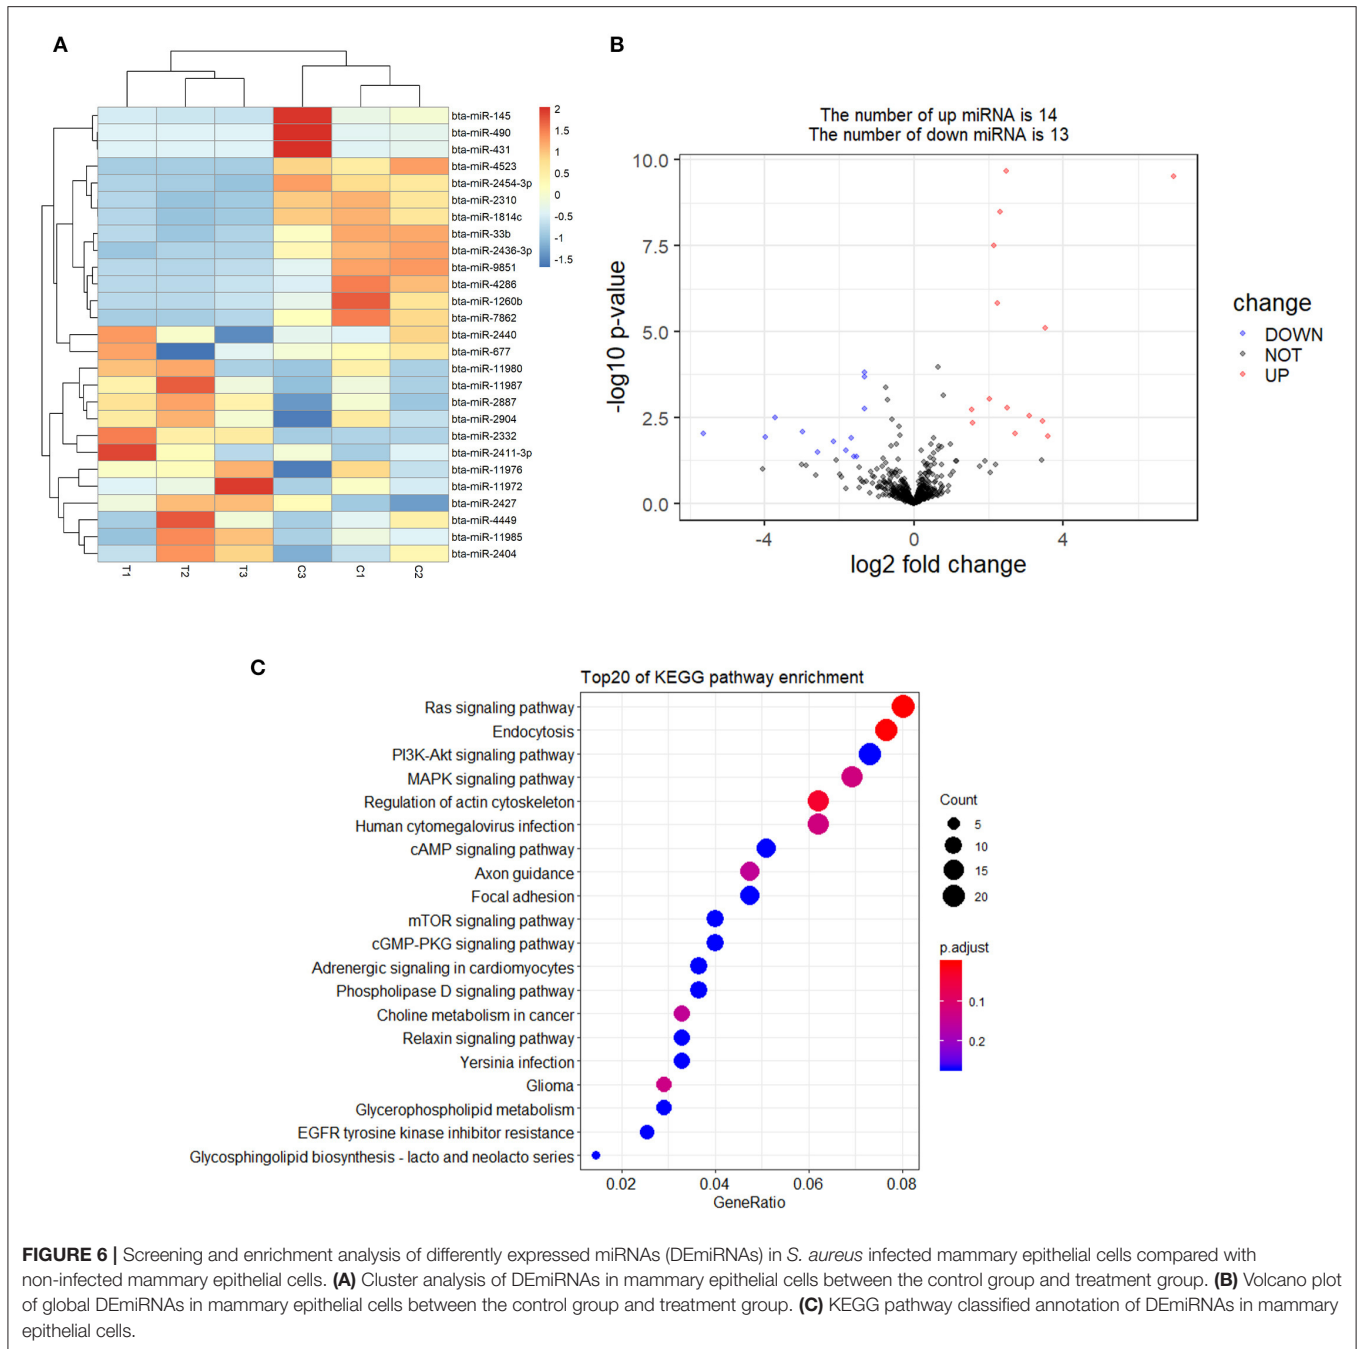 A
2
1.5
1
0.5
0
-0.5
-1
-1.5
bta-miR-145
bta-miR-490
bta-miR-431
bta-miR-4523
bta-miR-2454-3p
bta-miR-2310
bta-miR-1814c
bta-miR-33b
bta-miR-2436-3p
bta-miR-9851
bta-miR-4286
bta-miR-1260b
bta-miR-7862
bta-miR-2440
bta-miR-677
bta-miR-11980
bta-miR-11987
bta-miR-2887
bta-miR-2904
bta-miR-2332
bta-miR-2411-3p
bta-miR-11976
bta-miR-11972
bta-miR-2427
bta-miR-4449
bta-miR-11985
bta-miR-2404
T1 T2 T3 C3 C1 C2
B
The number of up miRNA is 14
The number of down miRNA is 13
-log10 p-value
10.0
7.5
5.0
2.5
0.0
-4 0 4
log2 fold change
change
DOWN
NOT
UP
C
Top20 of KEGG pathway enrichment
Ras signaling pathway
Endocytosis
PI3K-Akt signaling pathway
MAPK signaling pathway
Regulation of actin cytoskeleton
Human cytomegalovirus infection
cAMP signaling pathway
Axon guidance
Focal adhesion
mTOR signaling pathway
cGMP-PKG signaling pathway
Adrenergic signaling in cardiomyocytes
Phospholipase D signaling pathway
Choline metabolism in cancer
Relaxin signaling pathway
Yersinia infection
Glioma
Glycerophospholipid metabolism
EGFR tyrosine kinase inhibitor resistance
Glycosphingolipid biosynthesis - lacto and neolacto series
0.02 0.04 0.06 0.08
GeneRatio
Count
5
10
15
20
p.adjust
0.1
0.2
FIGURE 6 | Screening and enrichment analysis of differently expressed miRNAs (DEmiRNAs) in S. aureus infected mammary epithelial cells compared with
non-infected mammary epithelial cells. (A) Cluster analysis of DEmiRNAs in mammary epithelial cells between the control group and treatment group. (B) Volcano plot
of global DEmiRNAs in mammary epithelial cells between the control group and treatment group. (C) KEGG pathway classified annotation of DEmiRNAs in mammary
epithelial cells.